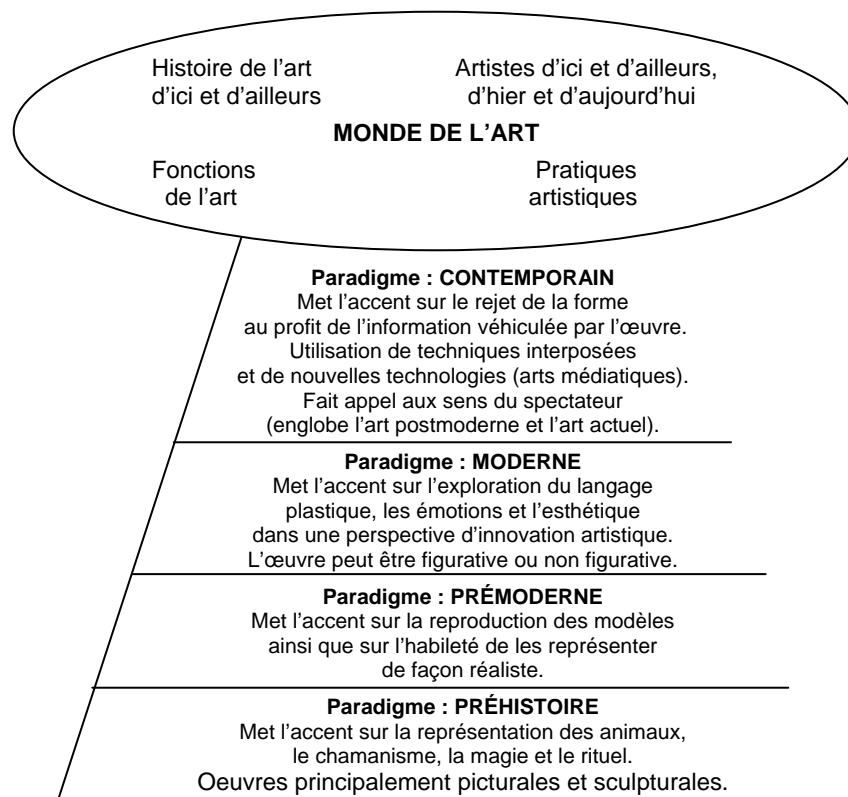 Histoire de l'art
d'ici et d'ailleurs
Artistes d'ici et d'ailleurs,
d'hier et d'aujourd'hui
MONDE DE L'ART
Fonctions
de l'art
Pratiques
artistiques
Paradigme : CONTEMPORAIN
Met l'accent sur le rejet de la forme
au profit de l'information véhiculée par l'œuvre.
Utilisation de techniques interposées
et de nouvelles technologies (arts médiatiques).
Fait appel aux sens du spectateur
(englobe l'art postmoderne et l'art actuel).
Paradigme : MODERNE
Met l'accent sur l'exploration du langage
plastique, les émotions et l'esthétique
dans une perspective d'innovation artistique.
L'œuvre peut être figurative ou non figurative.
Paradigme : PRÉMODERNE
Met l'accent sur la reproduction des modèles
ainsi que sur l'habileté de les représenter
de façon réaliste.
Paradigme : PRÉHISTOIRE
Met l'accent sur la représentation des animaux,
le chamanisme, la magie et le rituel.
Oeuvres principalement picturales et sculpturales.